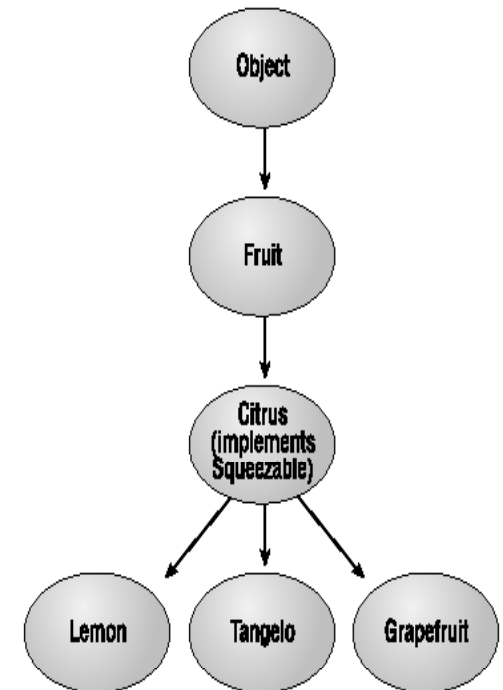 Object
Fruit
Citrus
(implements
Squeezable)
Lemon
Tangelo
Grapefruit